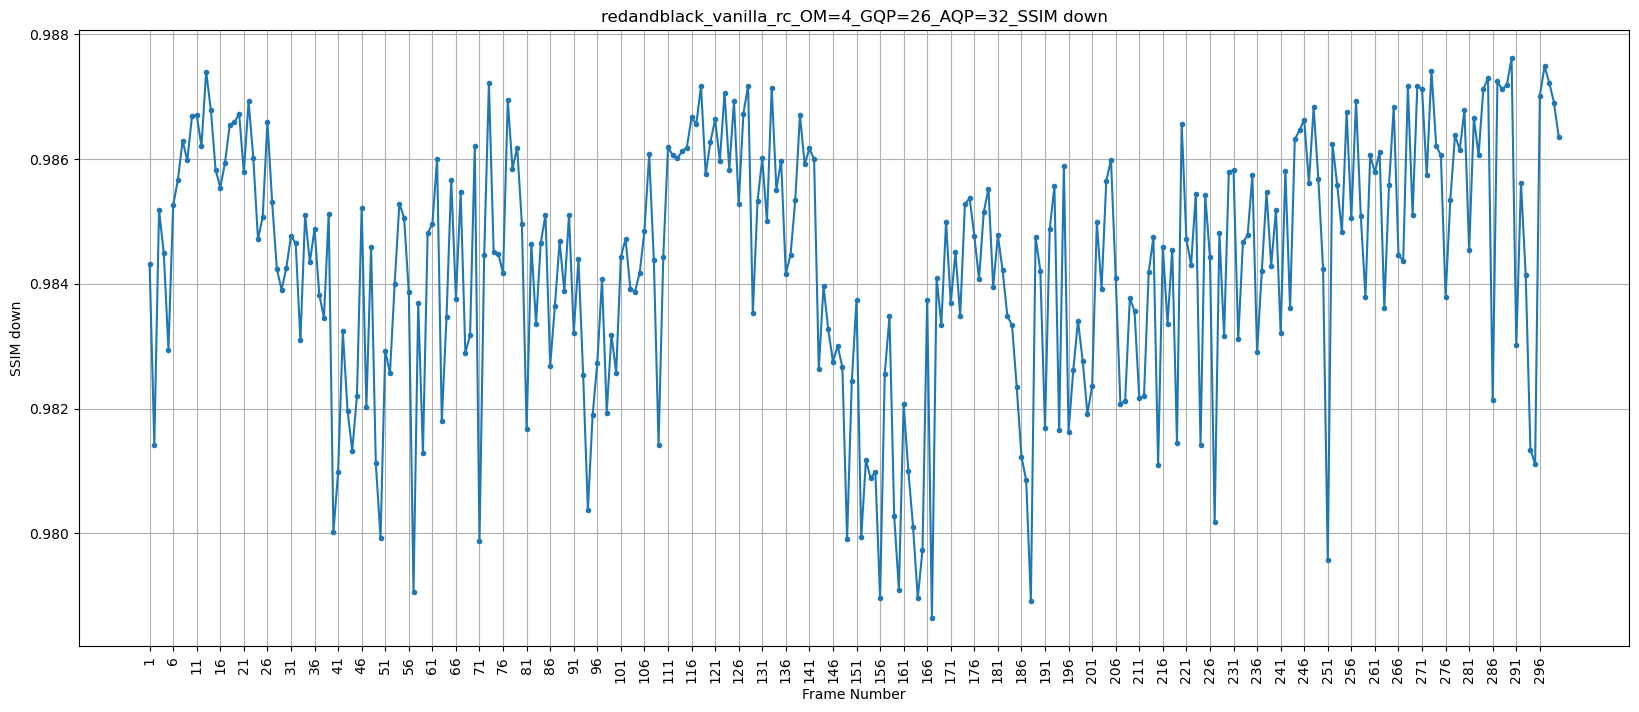 redandblack_vanilla_rc_OM=4_GQP=26_AQP=32_SSIM down
0.988
0.986
0.984
0.982
0.980
SSIM down
1 6 11 16 21 26 31 36 41 46 51 56 61 66 71 76 81 86 91 96 101 106 111 116 121 126 131 136 141 146 151 156 161 166 171 176 181 186 191 196 201 206 211 216 221 226 231 236 241 246 251 256 261 266 271 276 281 286 291 296
Frame Number